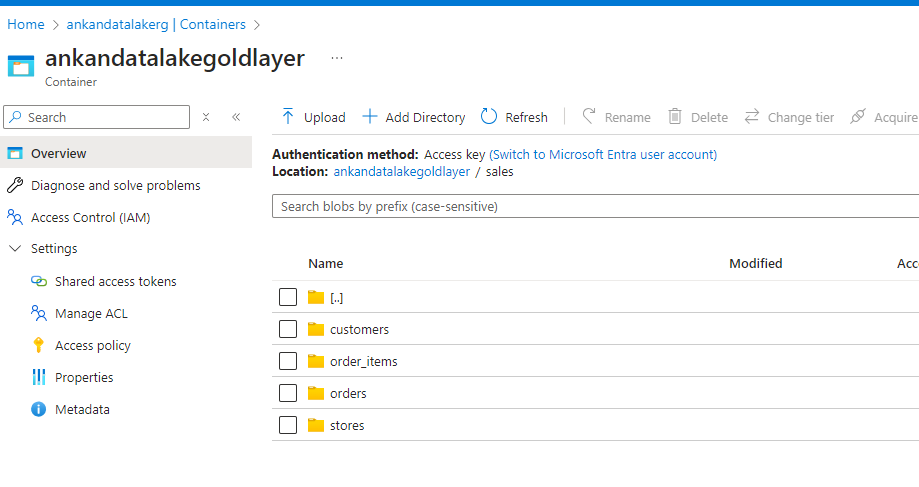 Home > ankandatalakerg | Containers >
ankandatalakegoldlayer ...
Container
Search
Overview
Diagnose and solve problems
Access Control (IAM)
Settings
Shared access tokens
Manage ACL
Access policy
Properties
Metadata
Upload Add Directory Refresh Rename Delete Change tier Acquire
Authentication method: Access key (Switch to Microsoft Entra user account)
Location: ankandatalakegoldlayer / sales
Search blobs by prefix (case-sensitive)
Name Modified Acc
[..]
customers
order_items
orders
stores